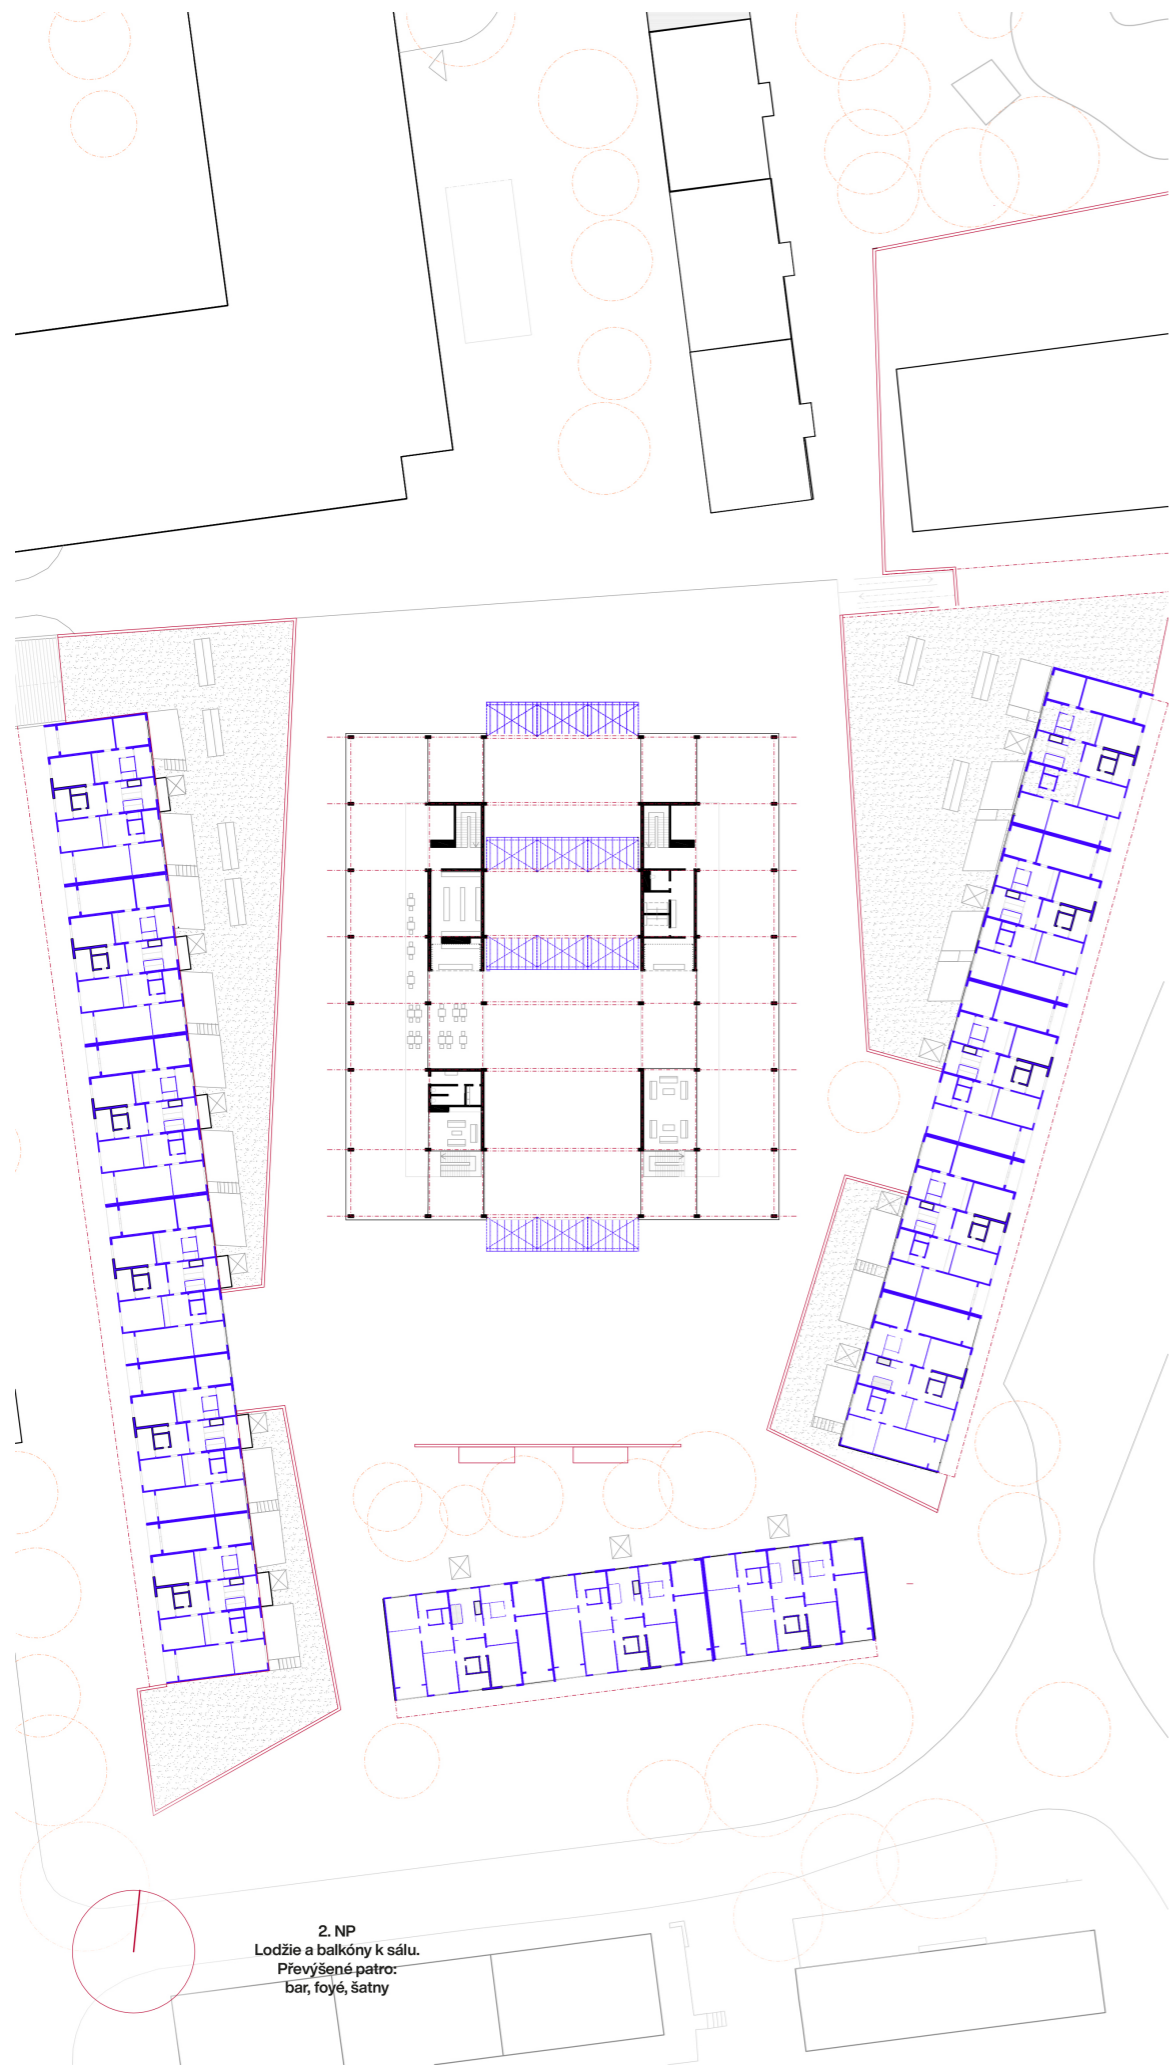 2. NP
Lodžie a balkóny k sálu.
Převýšené patro:
bar, foyé, šatny